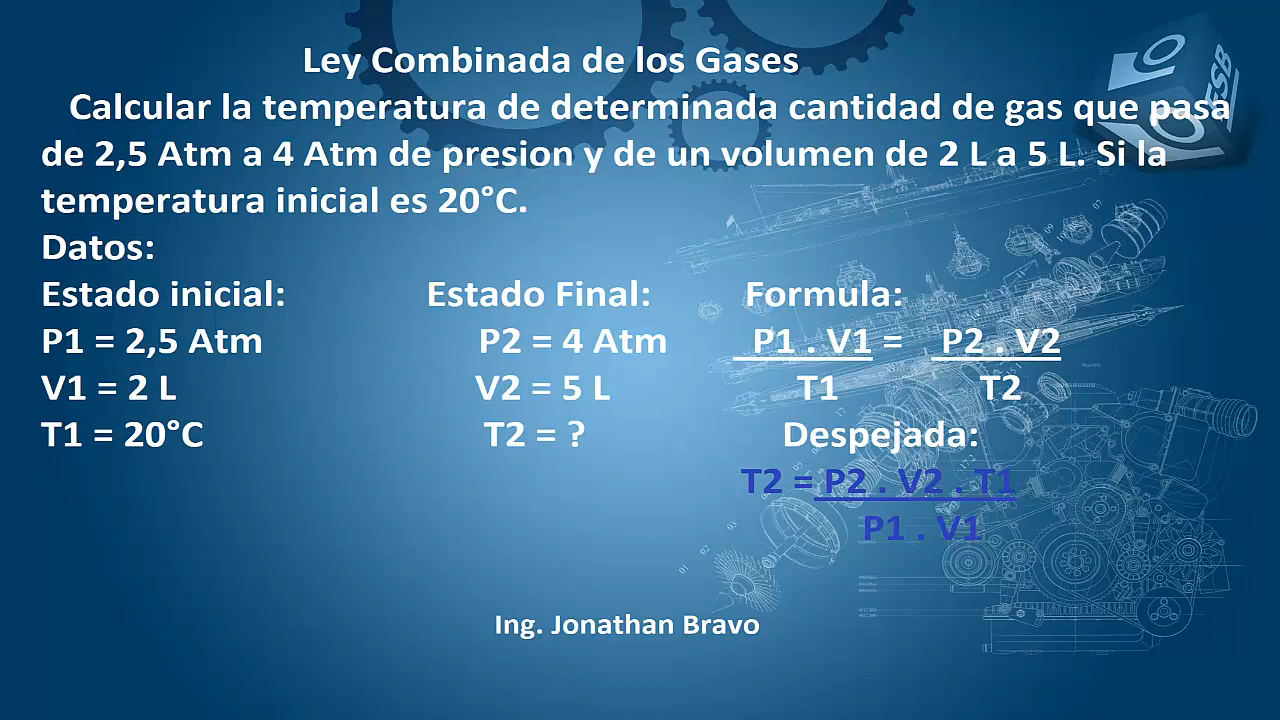 Ley Combinada de los Gases
Calcular la temperatura de determinada cantidad de gas que pasa
de 2,5 Atm a 4 Atm de presion y de un volumen de 2 L a 5 L. Si la
temperatura inicial es 20°C.
Datos:
Estado inicial: Estado Final: Formula:
P1 = 2,5 Atm P2 = 4 Atm P1 . V1 = P2 . V2
V1 = 2 L V2 = 5 L T1 T2
T1 = 20°C T2 = ? Despejada:
T2 = P2 . V2 . T1
P1 . V1
Ing. Jonathan Bravo